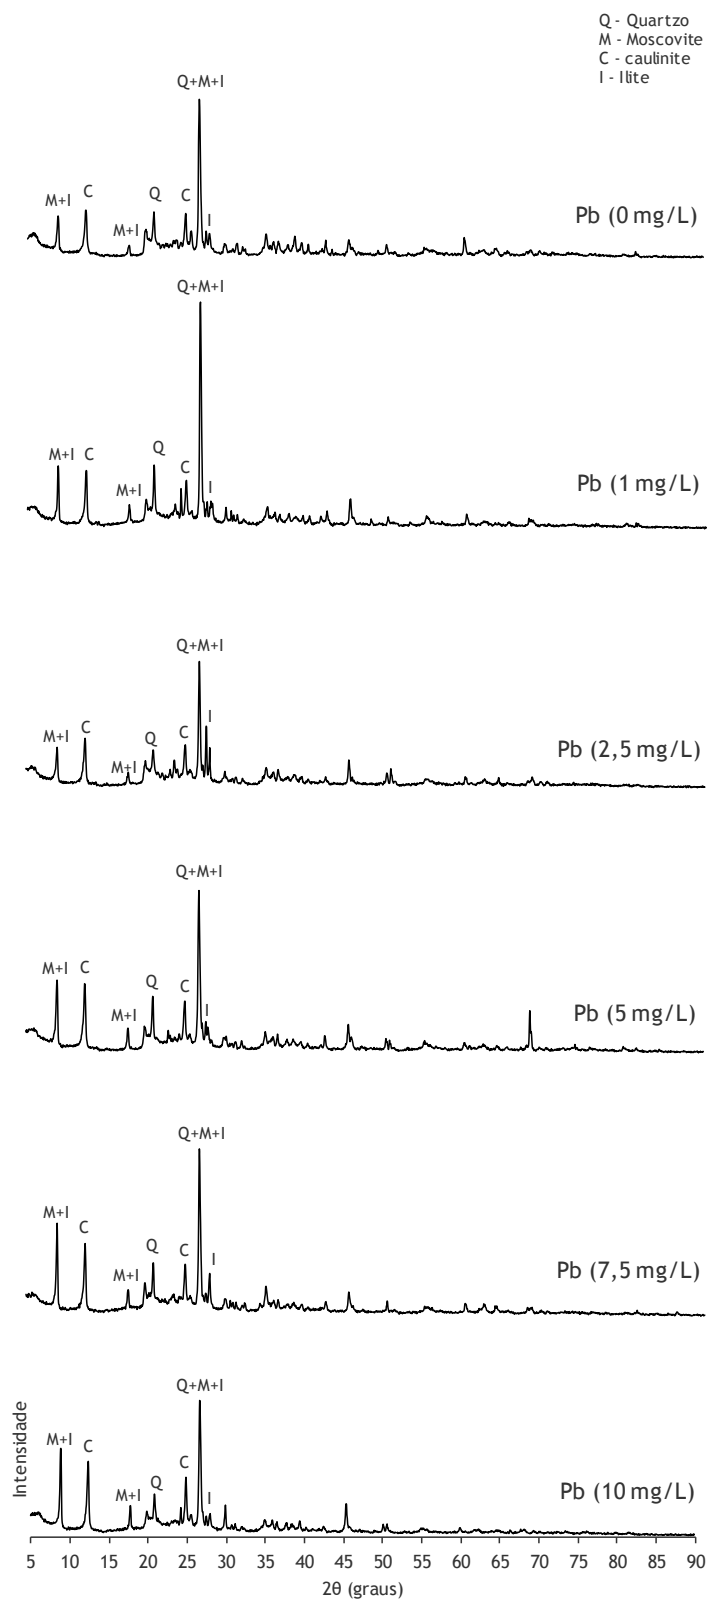 Q - Quartzo
M - Moscovite
C - caulinite
I - Ilite
Q+M+I
M+I
C
M+I
Q
C
I
Pb (0 mg/L)
Q+M+I
M+I
C
M+I
Q
C
I
Pb (1 mg/L)
Q+M+I
M+I
C
M+I
Q
C
I
Pb (2,5 mg/L)
Q+M+I
M+I
C
M+I
Q
C
I
Pb (5 mg/L)
Q+M+I
M+I
C
M+I
Q
C
I
Pb (7,5 mg/L)
Q+M+I
M+I
C
M+I
Q
C
I
Pb (10 mg/L)
Intensidade
5 10 15 20 25 30 35 40 45 50 55 60 65 70 75 80 85 90
2θ (graus)